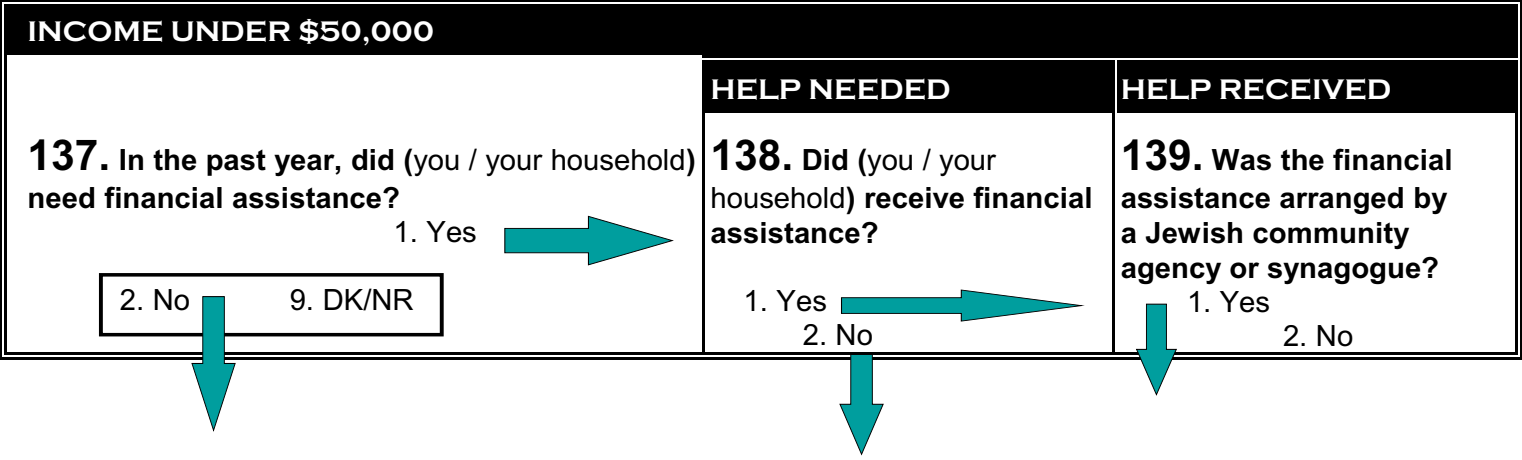 INCOME UNDER $50,000
137. In the past year, did (you / your household)
need financial assistance?
1. Yes
2. No 9. DK/NR
HELP NEEDED
138. Did (you / your
household) receive financial
assistance?
1. Yes
2. No
HELP RECEIVED
139. Was the financial
assistance arranged by
a Jewish community
agency or synagogue?
1. Yes
2. No